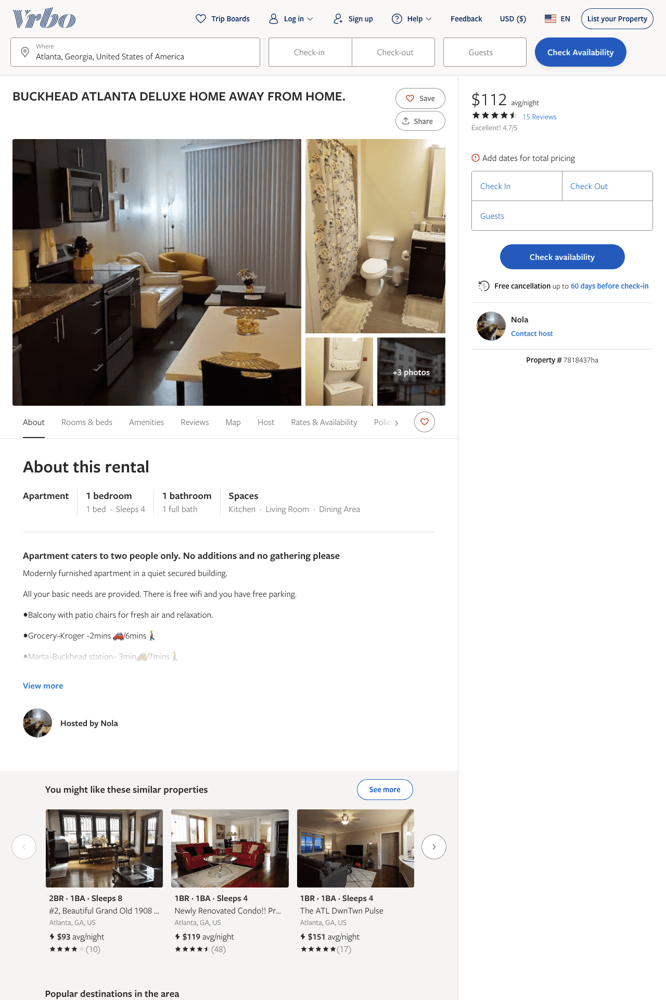 Vrbo
Trip Boards
Log in
Sign up
Help
Feedback
USD ($)
EN
List your Property
Where
Atlanta, Georgia, United States of America
Check-in
Check-out
Guests
Check Availability
BUCKHEAD ATLANTA DELUXE HOME AWAY FROM HOME.
Save
Share
+3 photos
$112 avg/night
15 Reviews
Excellent! 4.7/5
Add dates for total pricing
Check In
Check Out
Guests
Check availability
Free cancellation up to 60 days before check-in
Nola
Contact host
Property # 7818437ha
About
Rooms & beds
Amenities
Reviews
Map
Host
Rates & Availability
Polici
About this rental
Apartment
1 bedroom
1 bed · Sleeps 4
1 bathroom
1 full bath
Spaces
Kitchen · Living Room · Dining Area
Apartment caters to two people only. No additions and no gathering please
Modernly furnished apartment in a quiet secured building.
All your basic needs are provided. There is free wifi and you have free parking.
●Balcony with patio chairs for fresh air and relaxation.
●Grocery~Kroger ~2mins 🚗/6mins🚶
●Marta~Buckhead station~ 3min🚗/7mins🚶
View more
Hosted by Nola
You might like these similar properties
See more
2BR · 1BA · Sleeps 8
#2, Beautiful Grand Old 1908 ...
Atlanta, GA, US
$93 avg/night
(10)
1BR · 1BA · Sleeps 4
Newly Renovated Condo!! Pr...
Atlanta, GA, US
$119 avg/night
(48)
1BR · 1BA · Sleeps 4
The ATL DwnTwn Pulse
Atlanta, GA, US
$151 avg/night
(17)
Popular destinations in the area